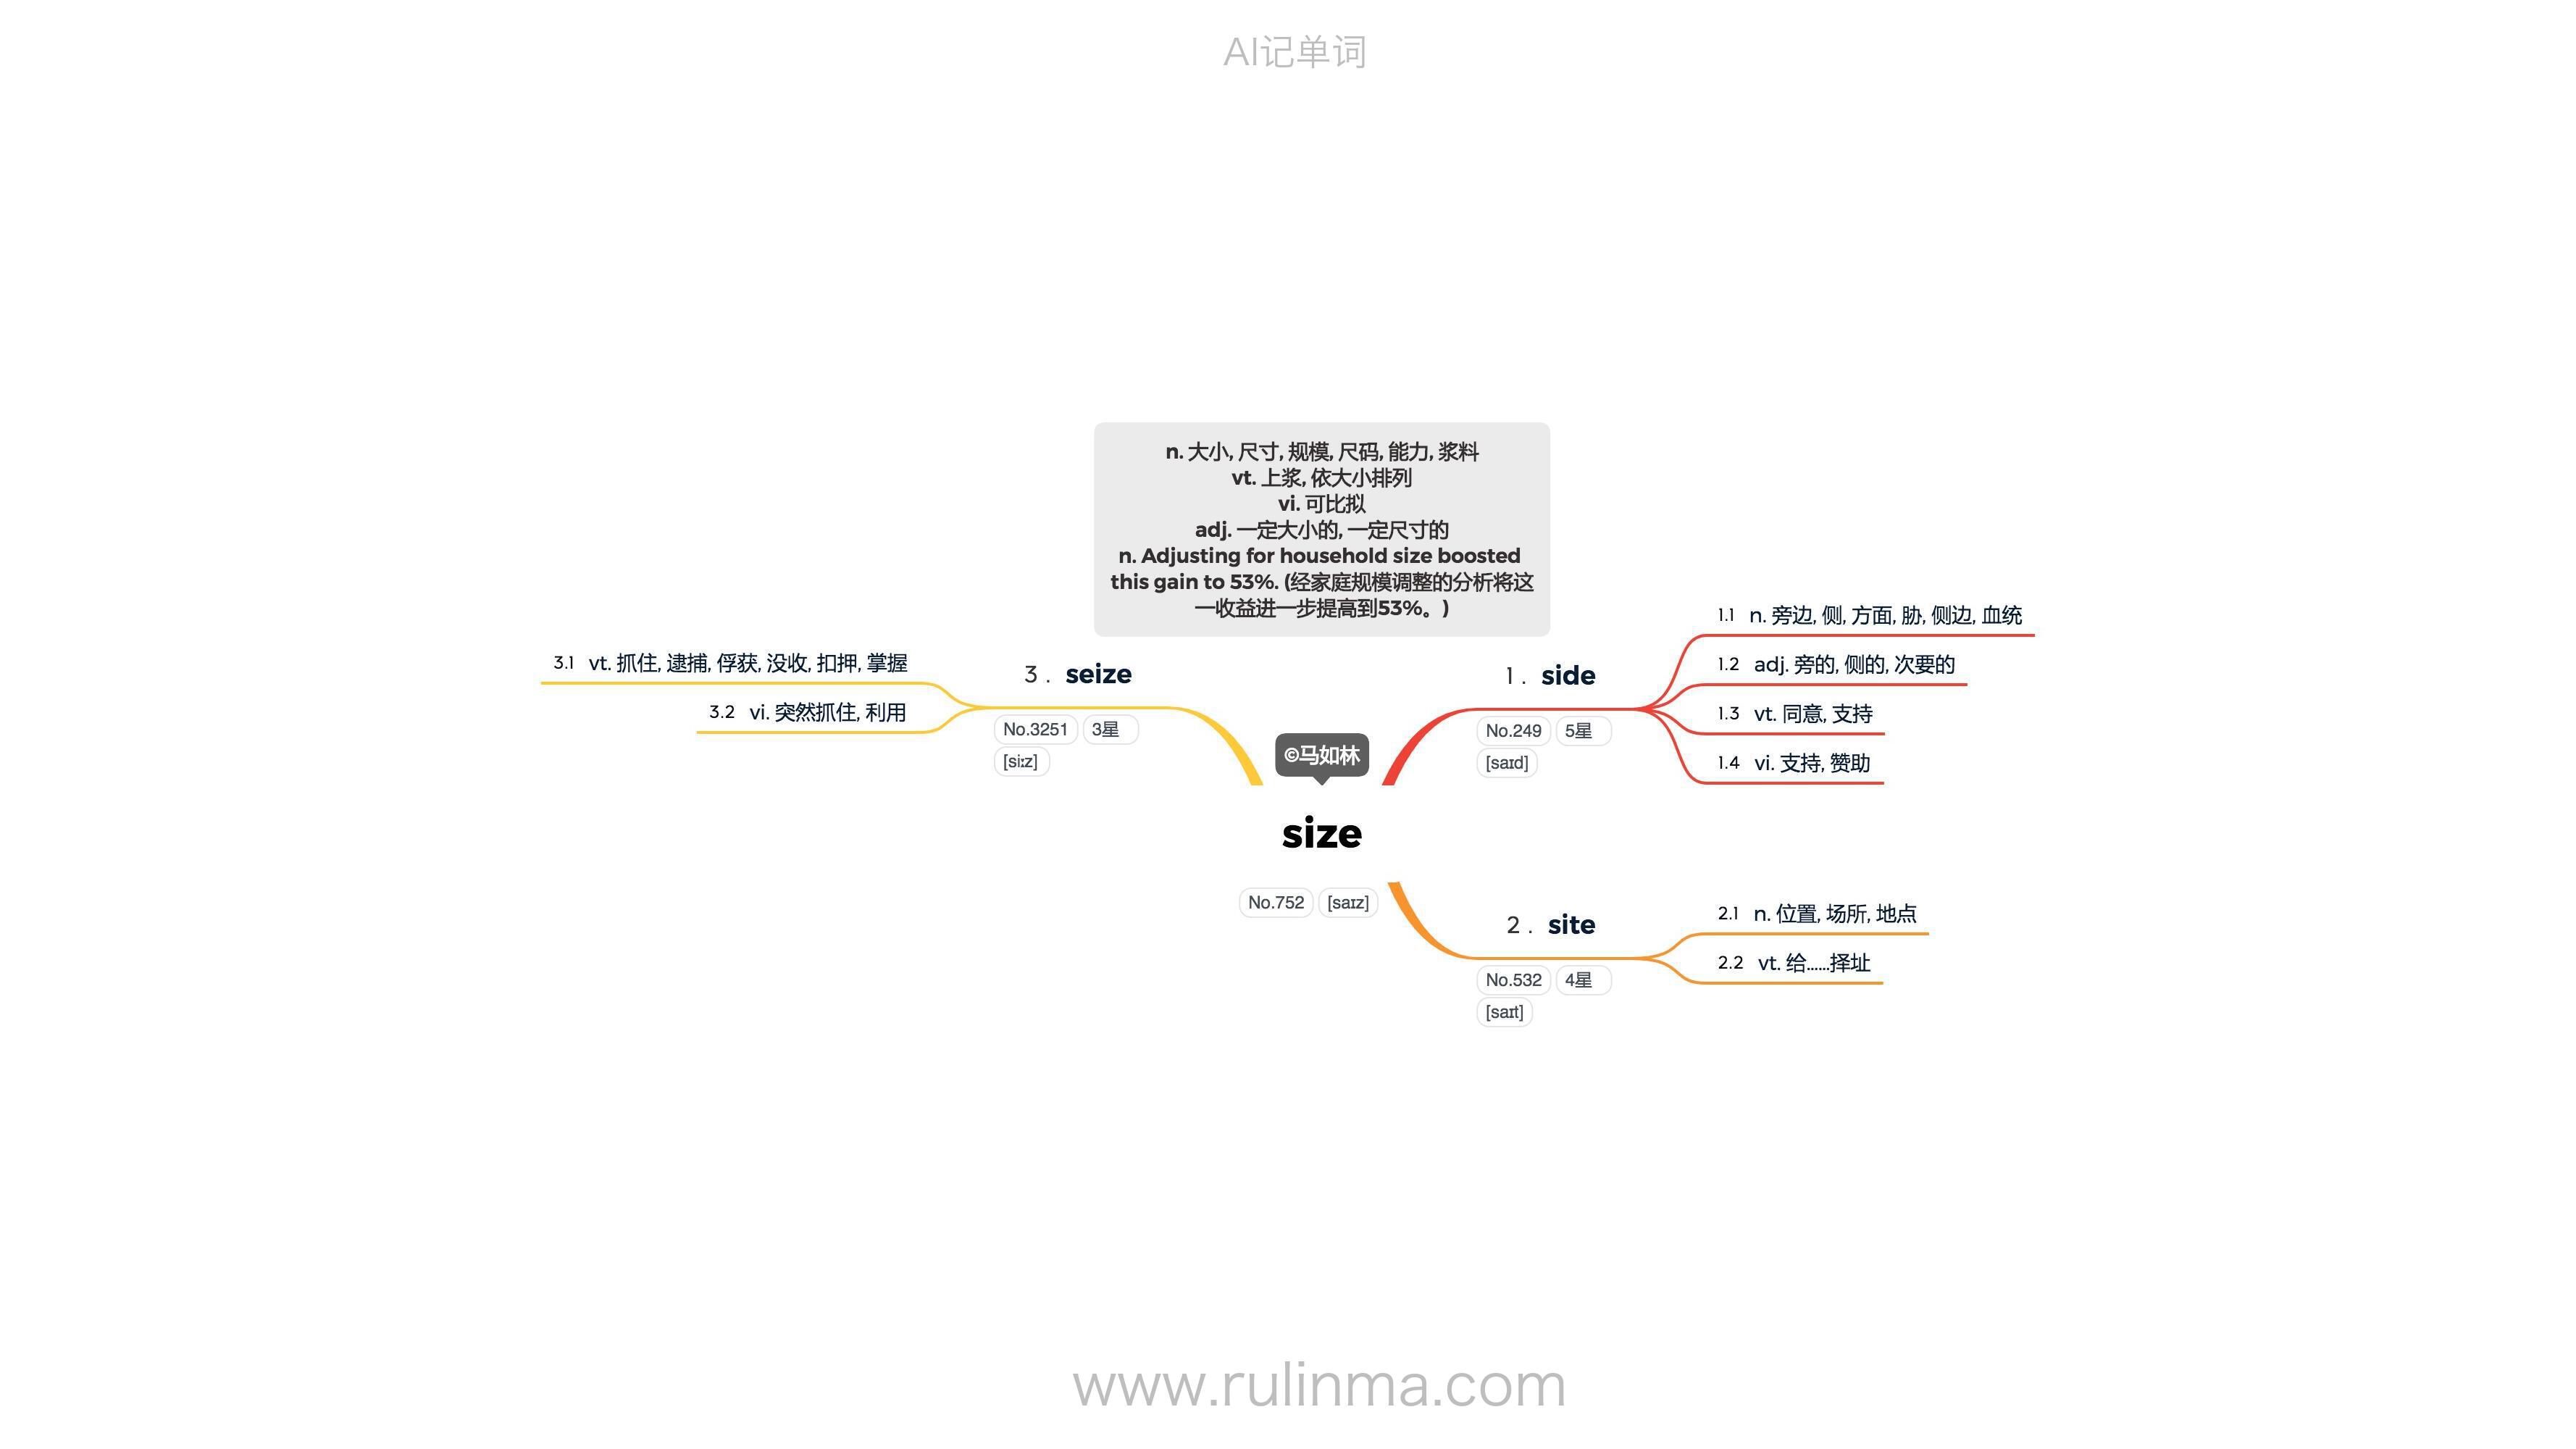 AI记单词
n. 大小, 尺寸, 规模, 尺码, 能力, 浆料
vt. 上浆, 依大小排列
vi. 可比拟
adj. 一定大小的, 一定尺寸的
n. Adjusting for household size boosted
this gain to 53%. (经家庭规模调整的分析将这
一收益进一步提高到53%。)
©马如林
size
No.752 [saɪz]
1. side
No.249 5星
[saɪd]
1.1 n. 旁边, 侧, 方面, 胁, 侧边, 血统
1.2 adj. 旁的, 侧的, 次要的
1.3 vt. 同意, 支持
1.4 vi. 支持, 赞助
2. site
No.532 4星
[saɪt]
2.1 n. 位置, 场所, 地点
2.2 vt. 给......择址
3. seize
No.3251 3星
[siːz]
3.1 vt. 抓住, 逮捕, 俘获, 没收, 扣押, 掌握
3.2 vi. 突然抓住, 利用
www.rulinma.com